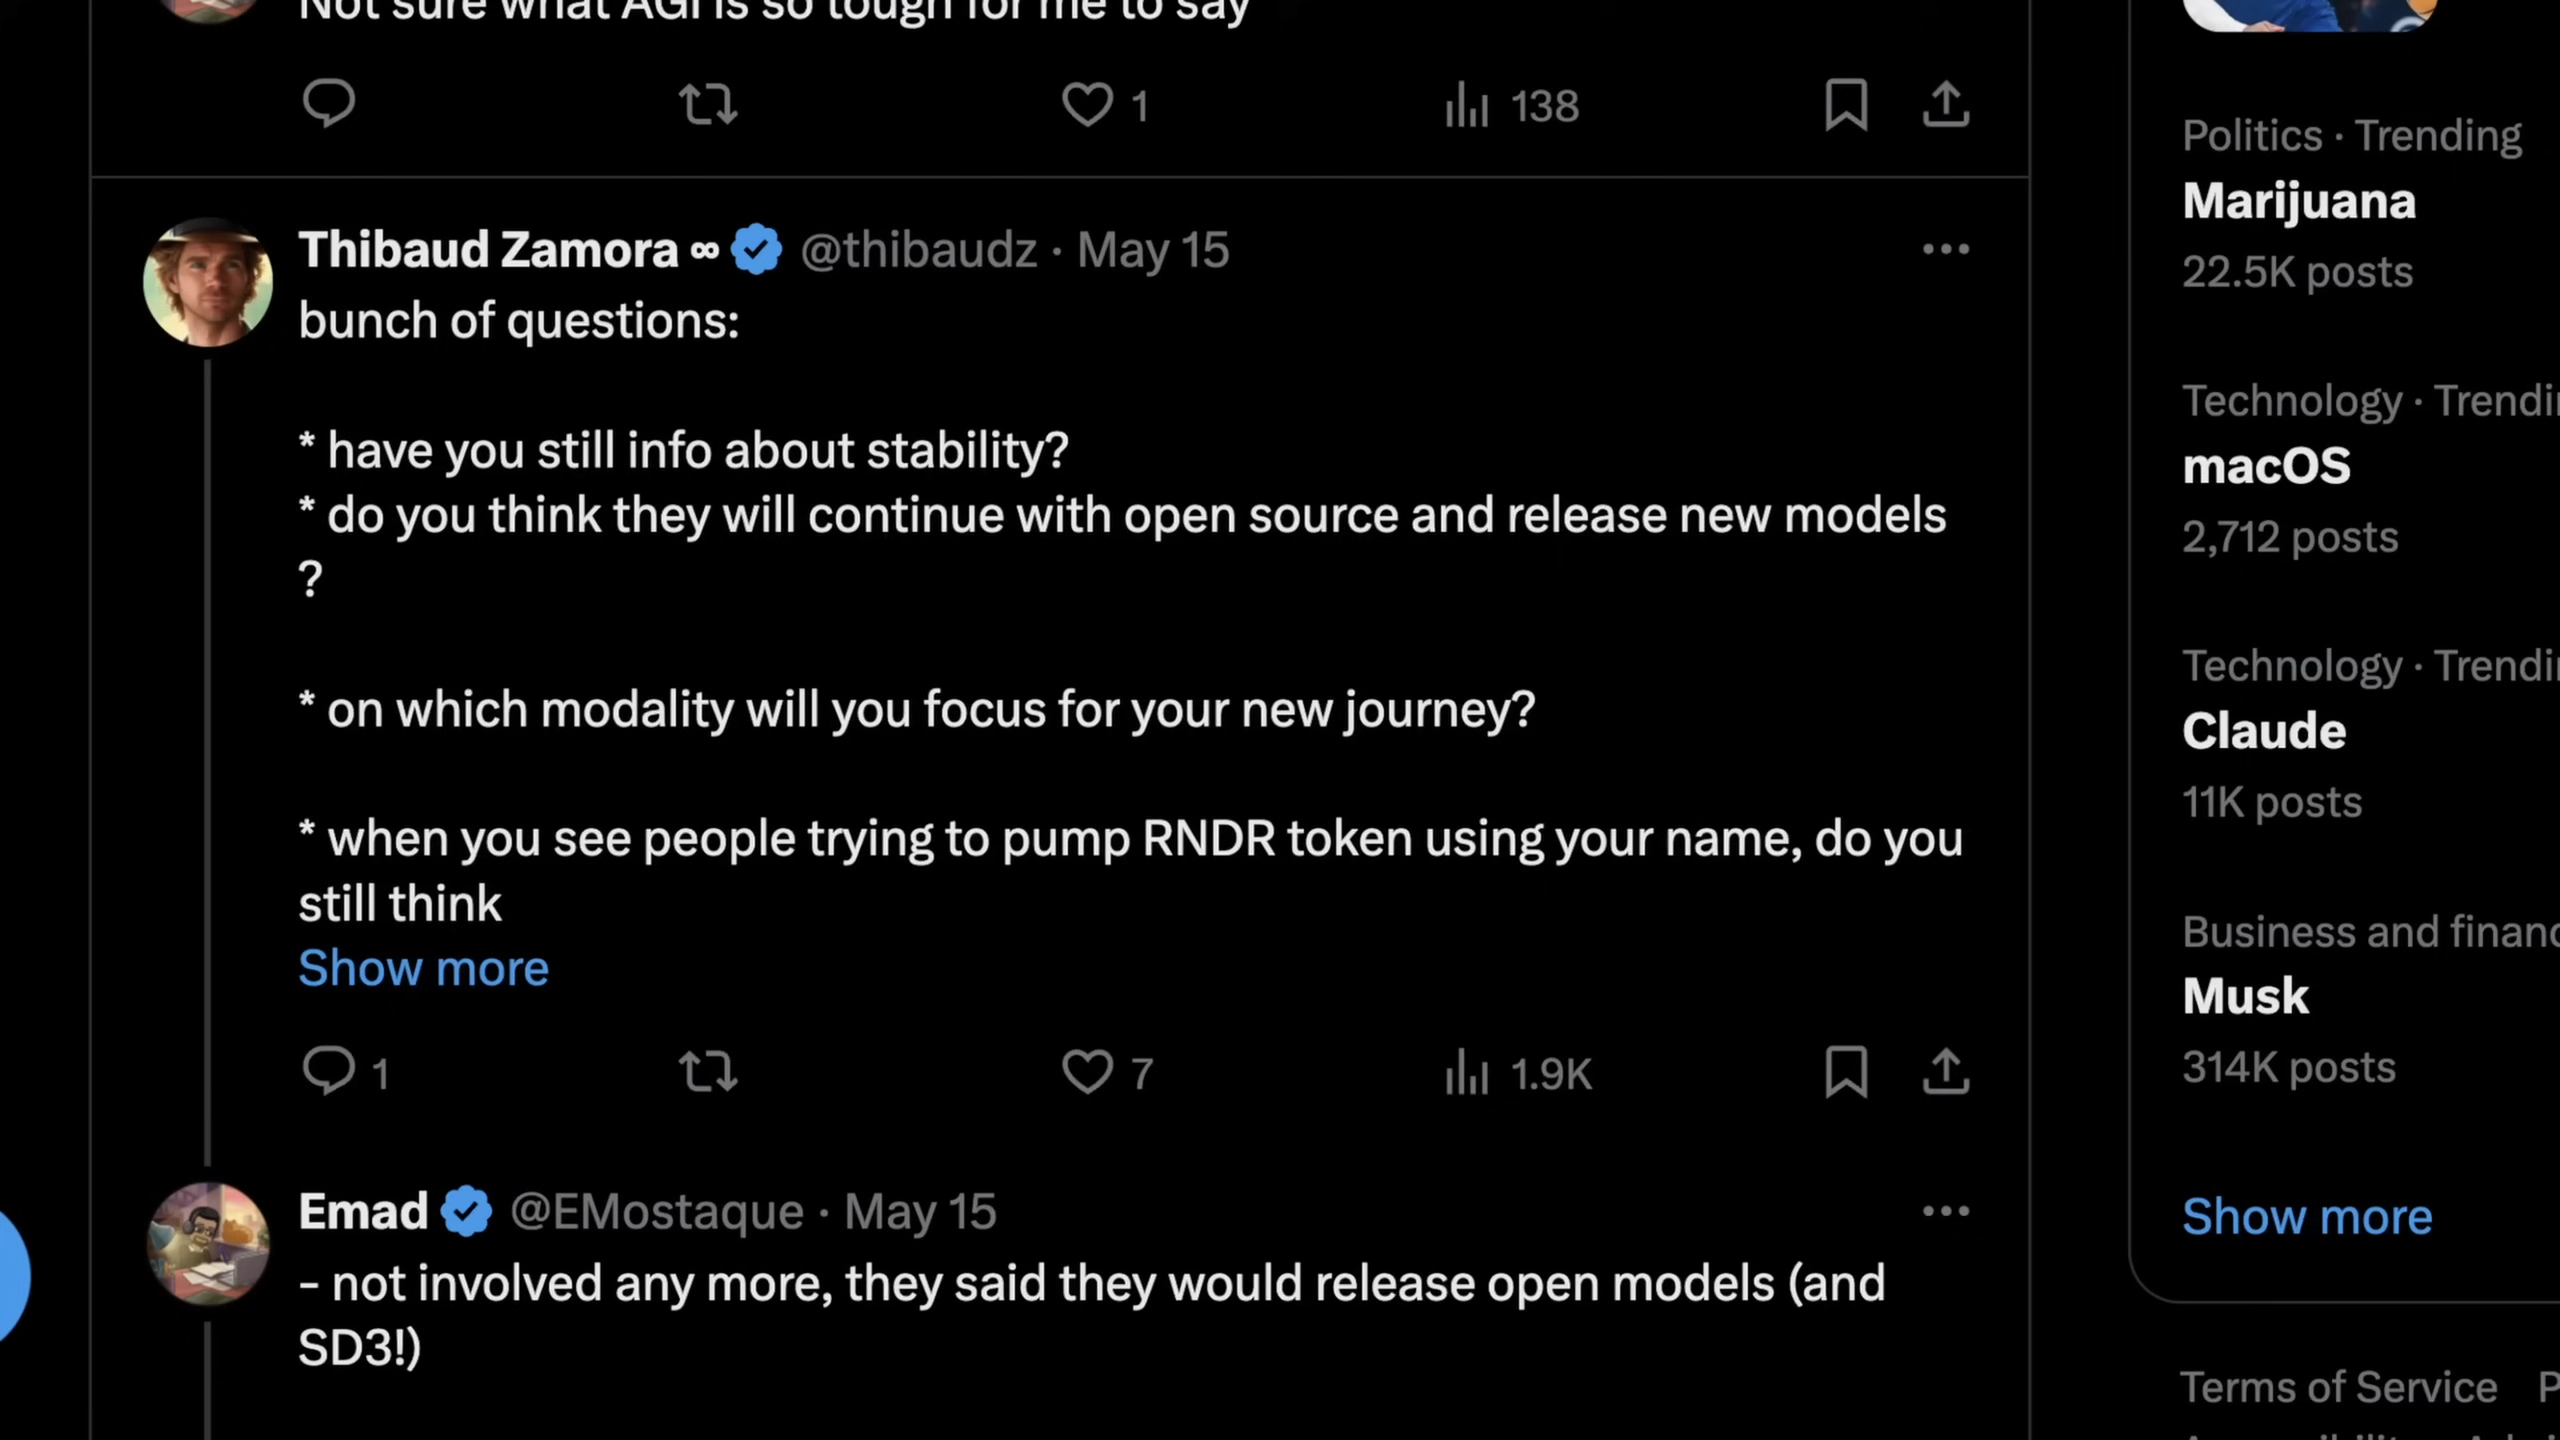 Not sure what AGI is so tough for me to say
1
138
Thibaud Zamora ∞ @thibaudz · May 15
bunch of questions:
* have you still info about stability?
* do you think they will continue with open source and release new models
?
* on which modality will you focus for your new journey?
* when you see people trying to pump RNDR token using your name, do you
still think
Show more
1
7
1.9K
Emad @EMostaque · May 15
- not involved any more, they said they would release open models (and
SD3!)
Politics · Trending
Marijuana
22.5K posts
Technology · Trendi
macOS
2,712 posts
Technology · Trendi
Claude
11K posts
Business and financ
Musk
314K posts
Show more
Terms of Service P